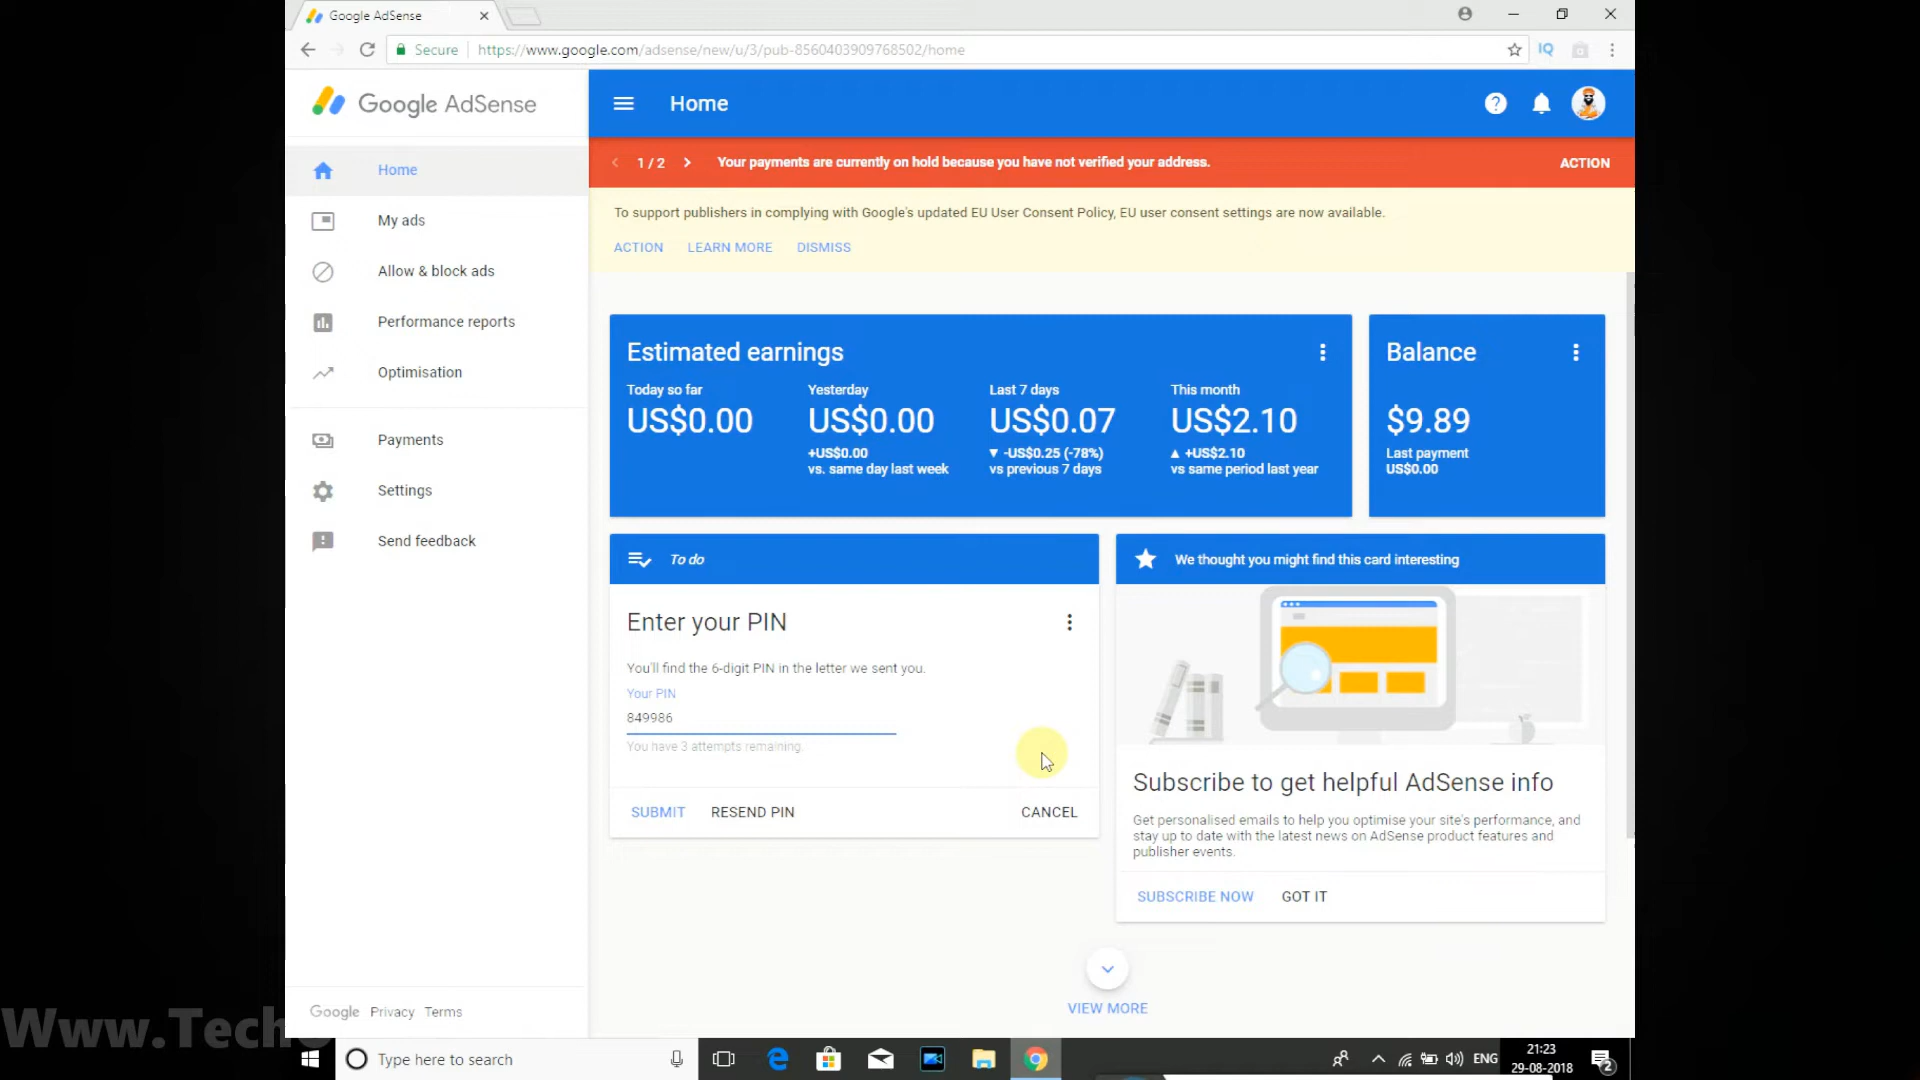 Google AdSense
Secure
https://www.google.com/adsense/new/u/3/pub-8560403909768502/home
IQ
Google AdSense
Home
Home
My ads
Allow & block ads
Performance reports
Optimisation
Payments
Settings
Send feedback
1 / 2
Your payments are currently on hold because you have not verified your address.
ACTION
To support publishers in complying with Google's updated EU User Consent Policy, EU user consent settings are now available.
ACTION LEARN MORE DISMISS
Estimated earnings
Today so far
US$0.00
Yesterday
US$0.00
+US$0.00
vs. same day last week
Last 7 days
US$0.07
▼ -US$0.25 (-78%)
vs previous 7 days
This month
US$2.10
▲ +US$2.10
vs same period last year
Balance
$9.89
Last payment
US$0.00
To do
Enter your PIN
You'll find the 6-digit PIN in the letter we sent you.
Your PIN
849986
You have 3 attempts remaining.
SUBMIT RESEND PIN CANCEL
We thought you might find this card interesting
Subscribe to get helpful AdSense info
Get personalised emails to help you optimise your site's performance, and
stay up to date with the latest news on AdSense product features and
publisher events.
SUBSCRIBE NOW GOT IT
VIEW MORE
Google Privacy Terms
Type here to search
ENG
21:23
29-08-2018
2